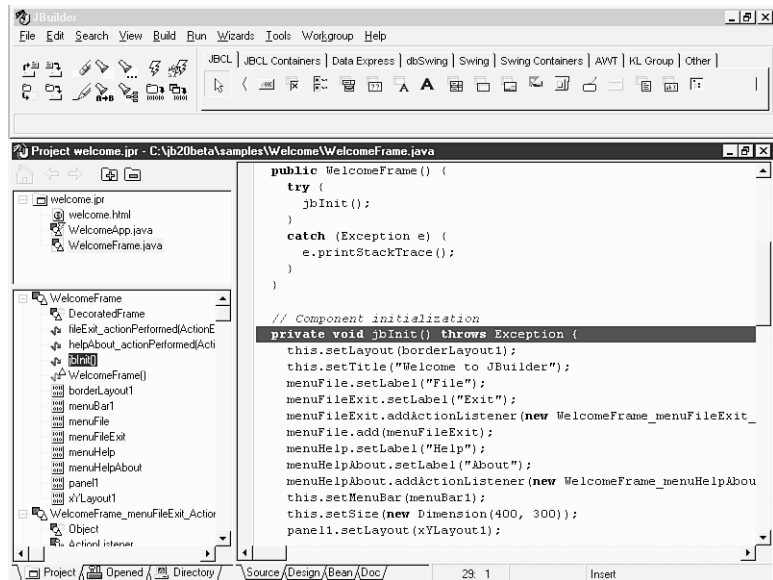 JBuilder
File Edit Search View Build Run Wizards Tools Workgroup Help
JBCL JBCL Containers Data Express dbSwing Swing Swing Containers AWT KL Group Other
Project welcome.jpr - C:\jb20beta\samples\Welcome\WelcomeFrame.java
welcome.jpr
welcome.html
WelcomeApp.java
WelcomeFrame.java
WelcomeFrame
DecoratedFrame
fileExit_actionPerformed(ActionE
helpAbout_actionPerformed(Acti
jbInit()
WelcomeFrame()
borderLayout1
menuBar1
menuFile
menuFileExit
menuHelp
menuHelpAbout
panel1
xYLayout1
WelcomeFrame_menuFileExit_Action
Object
ActionListener
public WelcomeFrame() {
try {
jbInit();
}
catch (Exception e) {
e.printStackTrace();
}
}
// Component initialization
private void jbInit() throws Exception {
this.setLayout(borderLayout1);
this.setTitle("Welcome to JBuilder");
menuFile.setLabel("File");
menuFileExit.setLabel("Exit");
menuFileExit.addActionListener(new WelcomeFrame_menuFileExit_
menuFile.add(menuFileExit);
menuHelp.setLabel("Help");
menuHelpAbout.setLabel("About");
menuHelpAbout.addActionListener(new WelcomeFrame_menuHelpAbou
this.setMenuBar(menuBar1);
this.setSize(new Dimension(400, 300));
panel1.setLayout(xYLayout1);
Project Opened Directory Source Design Bean Doc 29: 1 Insert